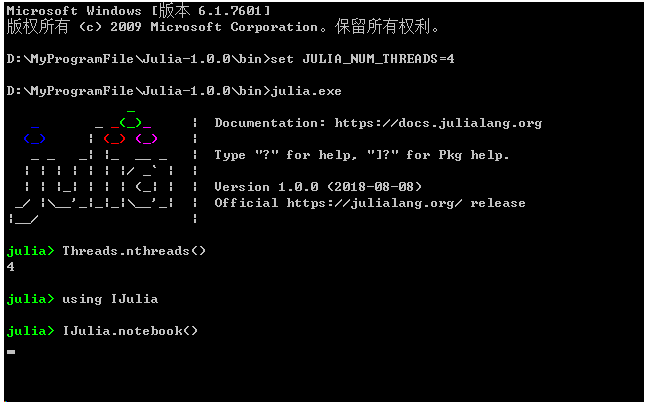 Microsoft Windows [版本 6.1.7601]
版权所有 (c) 2009 Microsoft Corporation。保留所有权利。
D:\MyProgramFile\Julia-1.0.0\bin>set JULIA_NUM_THREADS=4
D:\MyProgramFile\Julia-1.0.0\bin>julia.exe
Documentation: https://docs.julialang.org
Type "?" for help, "]?" for Pkg help.
Version 1.0.0 (2018-08-08)
Official https://julialang.org/ release
julia> Threads.nthreads()
4
julia> using IJulia
julia> IJulia.notebook()